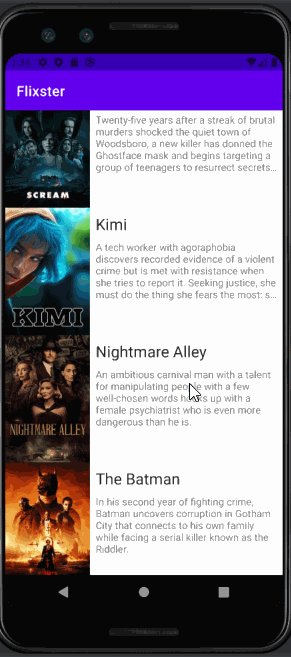 1:34
Flixster
Twenty-five years after a streak of brutal
murders shocked the quiet town of
Woodsboro, a new killer has donned the
Ghostface mask and begins targeting a
group of teenagers to resurrect secrets...
SCREAM
Kimi
A tech worker with agoraphobia
discovers recorded evidence of a violent
crime but is met with resistance when
she tries to report it. Seeking justice, she
must do the thing she fears the most: s...
KIMI
Nightmare Alley
An ambitious carnival man with a talent
for manipulating people with a few
well-chosen words hooks up with a
female psychiatrist who is even more
dangerous than he is.
NIGHTMARE ALLEY
The Batman
In his second year of fighting crime,
Batman uncovers corruption in Gotham
City that connects to his own family
while facing a serial killer known as the
Riddler.